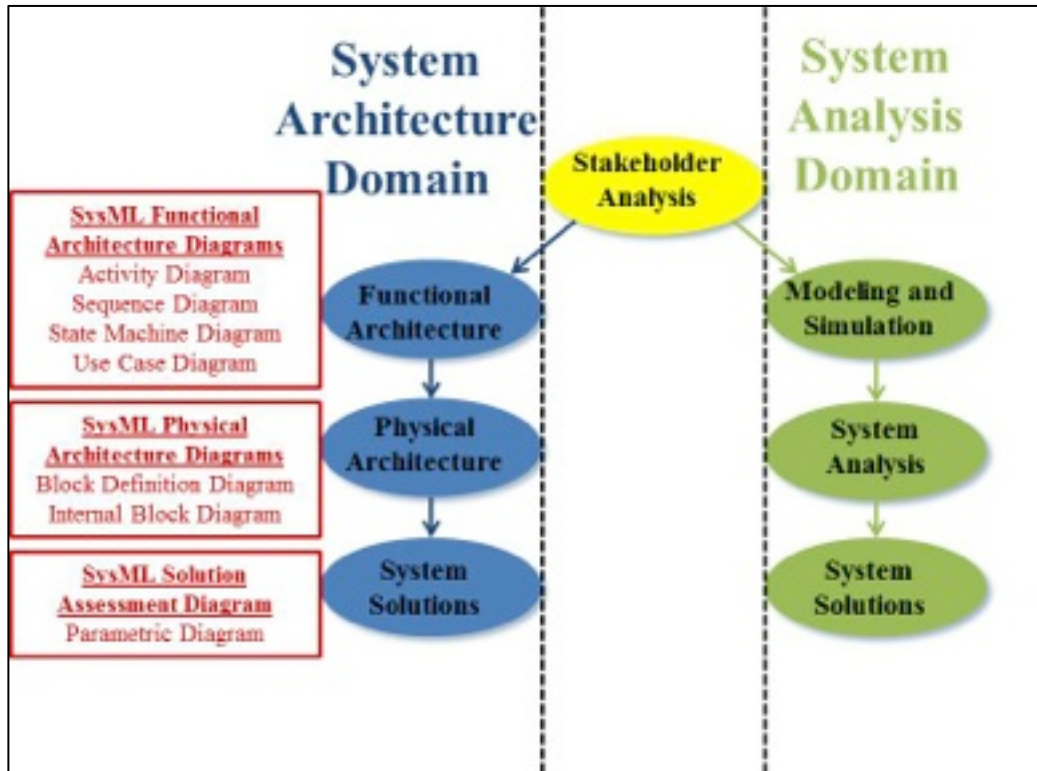 System
Architecture
Domain
System
Analysis
Domain
Stakeholder
Analysis
SysML Functional
Architecture Diagrams
Activity Diagram
Sequence Diagram
State Machine Diagram
Use Case Diagram
Functional
Architecture
Modeling and
Simulation
SysML Physical
Architecture Diagrams
Block Definition Diagram
Internal Block Diagram
Physical
Architecture
System
Analysis
SysML Solution
Assessment Diagram
Parametric Diagram
System
Solutions
System
Solutions